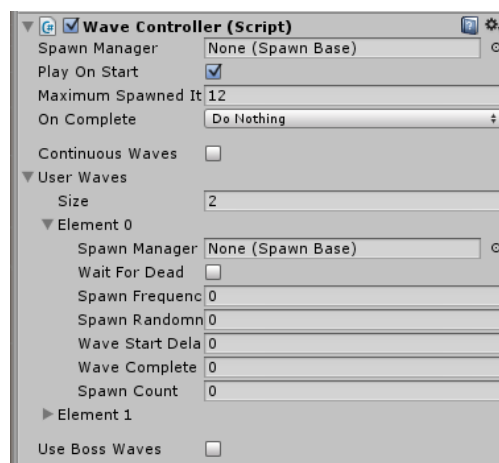 Wave Controller (Script)
Spawn Manager None (Spawn Base)
Play On Start
Maximum Spawned It 12
On Complete Do Nothing
Continuous Waves
User Waves
Size 2
Element 0
Spawn Manager None (Spawn Base)
Wait For Dead
Spawn Frequenc 0
Spawn Randomn 0
Wave Start Dela 0
Wave Complete 0
Spawn Count 0
Element 1
Use Boss Waves